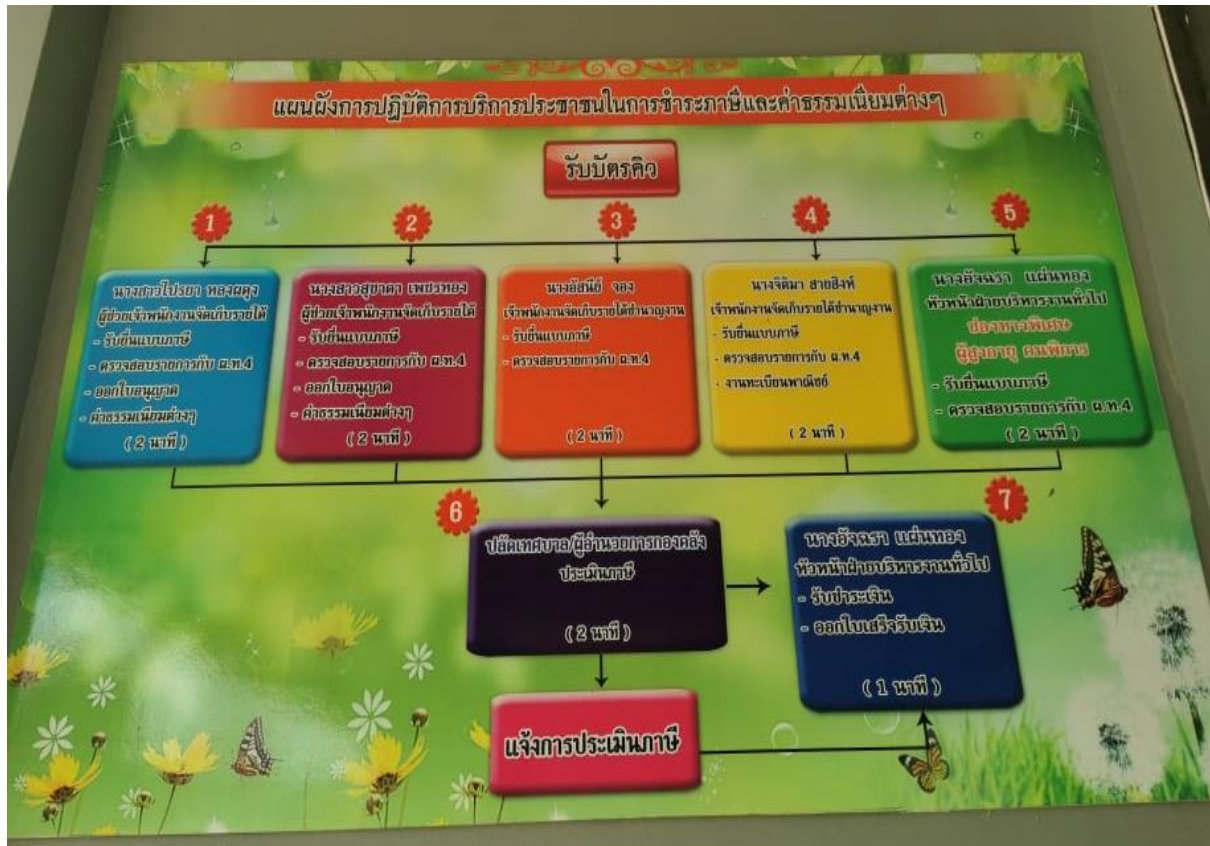 แผนผังการปฏิบัติการบริการประชาชนในการชำระภาษีและค่าธรรมเนียมต่างๆ
รับบัตรคิว
1
2
3
4
5
นางสาวไปรยา ทองผดุง
ผู้ช่วยเจ้าพนักงานจัดเก็บรายได้
- รับยื่นแบบภาษี
- ตรวจสอบรายการกับ ผ.ท.4
- ออกใบอนุญาต
- ค่าธรรมเนียมต่างๆ
( 2 นาที )
นางสาวสุชาดา เพชรทอง
ผู้ช่วยเจ้าพนักงานจัดเก็บรายได้
- รับยื่นแบบภาษี
- ตรวจสอบรายการกับ ผ.ท.4
- ออกใบอนุญาต
- ค่าธรรมเนียมต่างๆ
( 2 นาที )
นางอัสนีย์ จอง
เจ้าพนักงานจัดเก็บรายได้ชำนาญงาน
- รับยื่นแบบภาษี
- ตรวจสอบรายการกับ ผ.ท.4
( 2 นาที )
นางจิติมา สายสิงห์
เจ้าพนักงานจัดเก็บรายได้ชำนาญงาน
- รับยื่นแบบภาษี
- ตรวจสอบรายการกับ ผ.ท.4
- งานทะเบียนพาณิชย์
( 2 นาที )
นางอัจฉรา แผ่นทอง
หัวหน้าฝ่ายบริหารงานทั่วไป
ช่องทางพิเศษ
ผู้สูงอายุ คนพิการ
- รับยื่นแบบภาษี
- ตรวจสอบรายการกับ ผ.ท.4
( 2 นาที )
6
ปลัดเทศบาล/ผู้อำนวยการกองคลัง
ประเมินภาษี
( 2 นาที )
7
นางอัจฉรา แผ่นทอง
หัวหน้าฝ่ายบริหารงานทั่วไป
- รับชำระเงิน
- ออกใบเสร็จรับเงิน
( 1 นาที )
แจ้งการประเมินภาษี